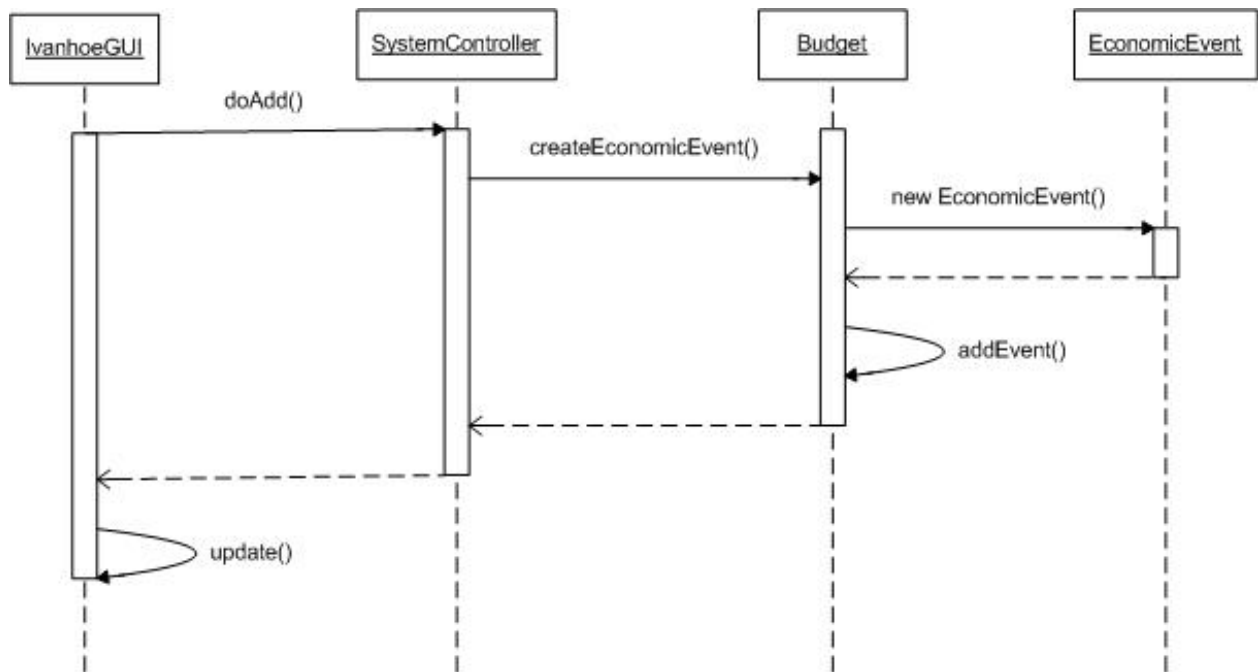 IvanhoeGUI
SystemController
Budget
EconomicEvent
doAdd()
createEconomicEvent()
new EconomicEvent()
addEvent()
update()